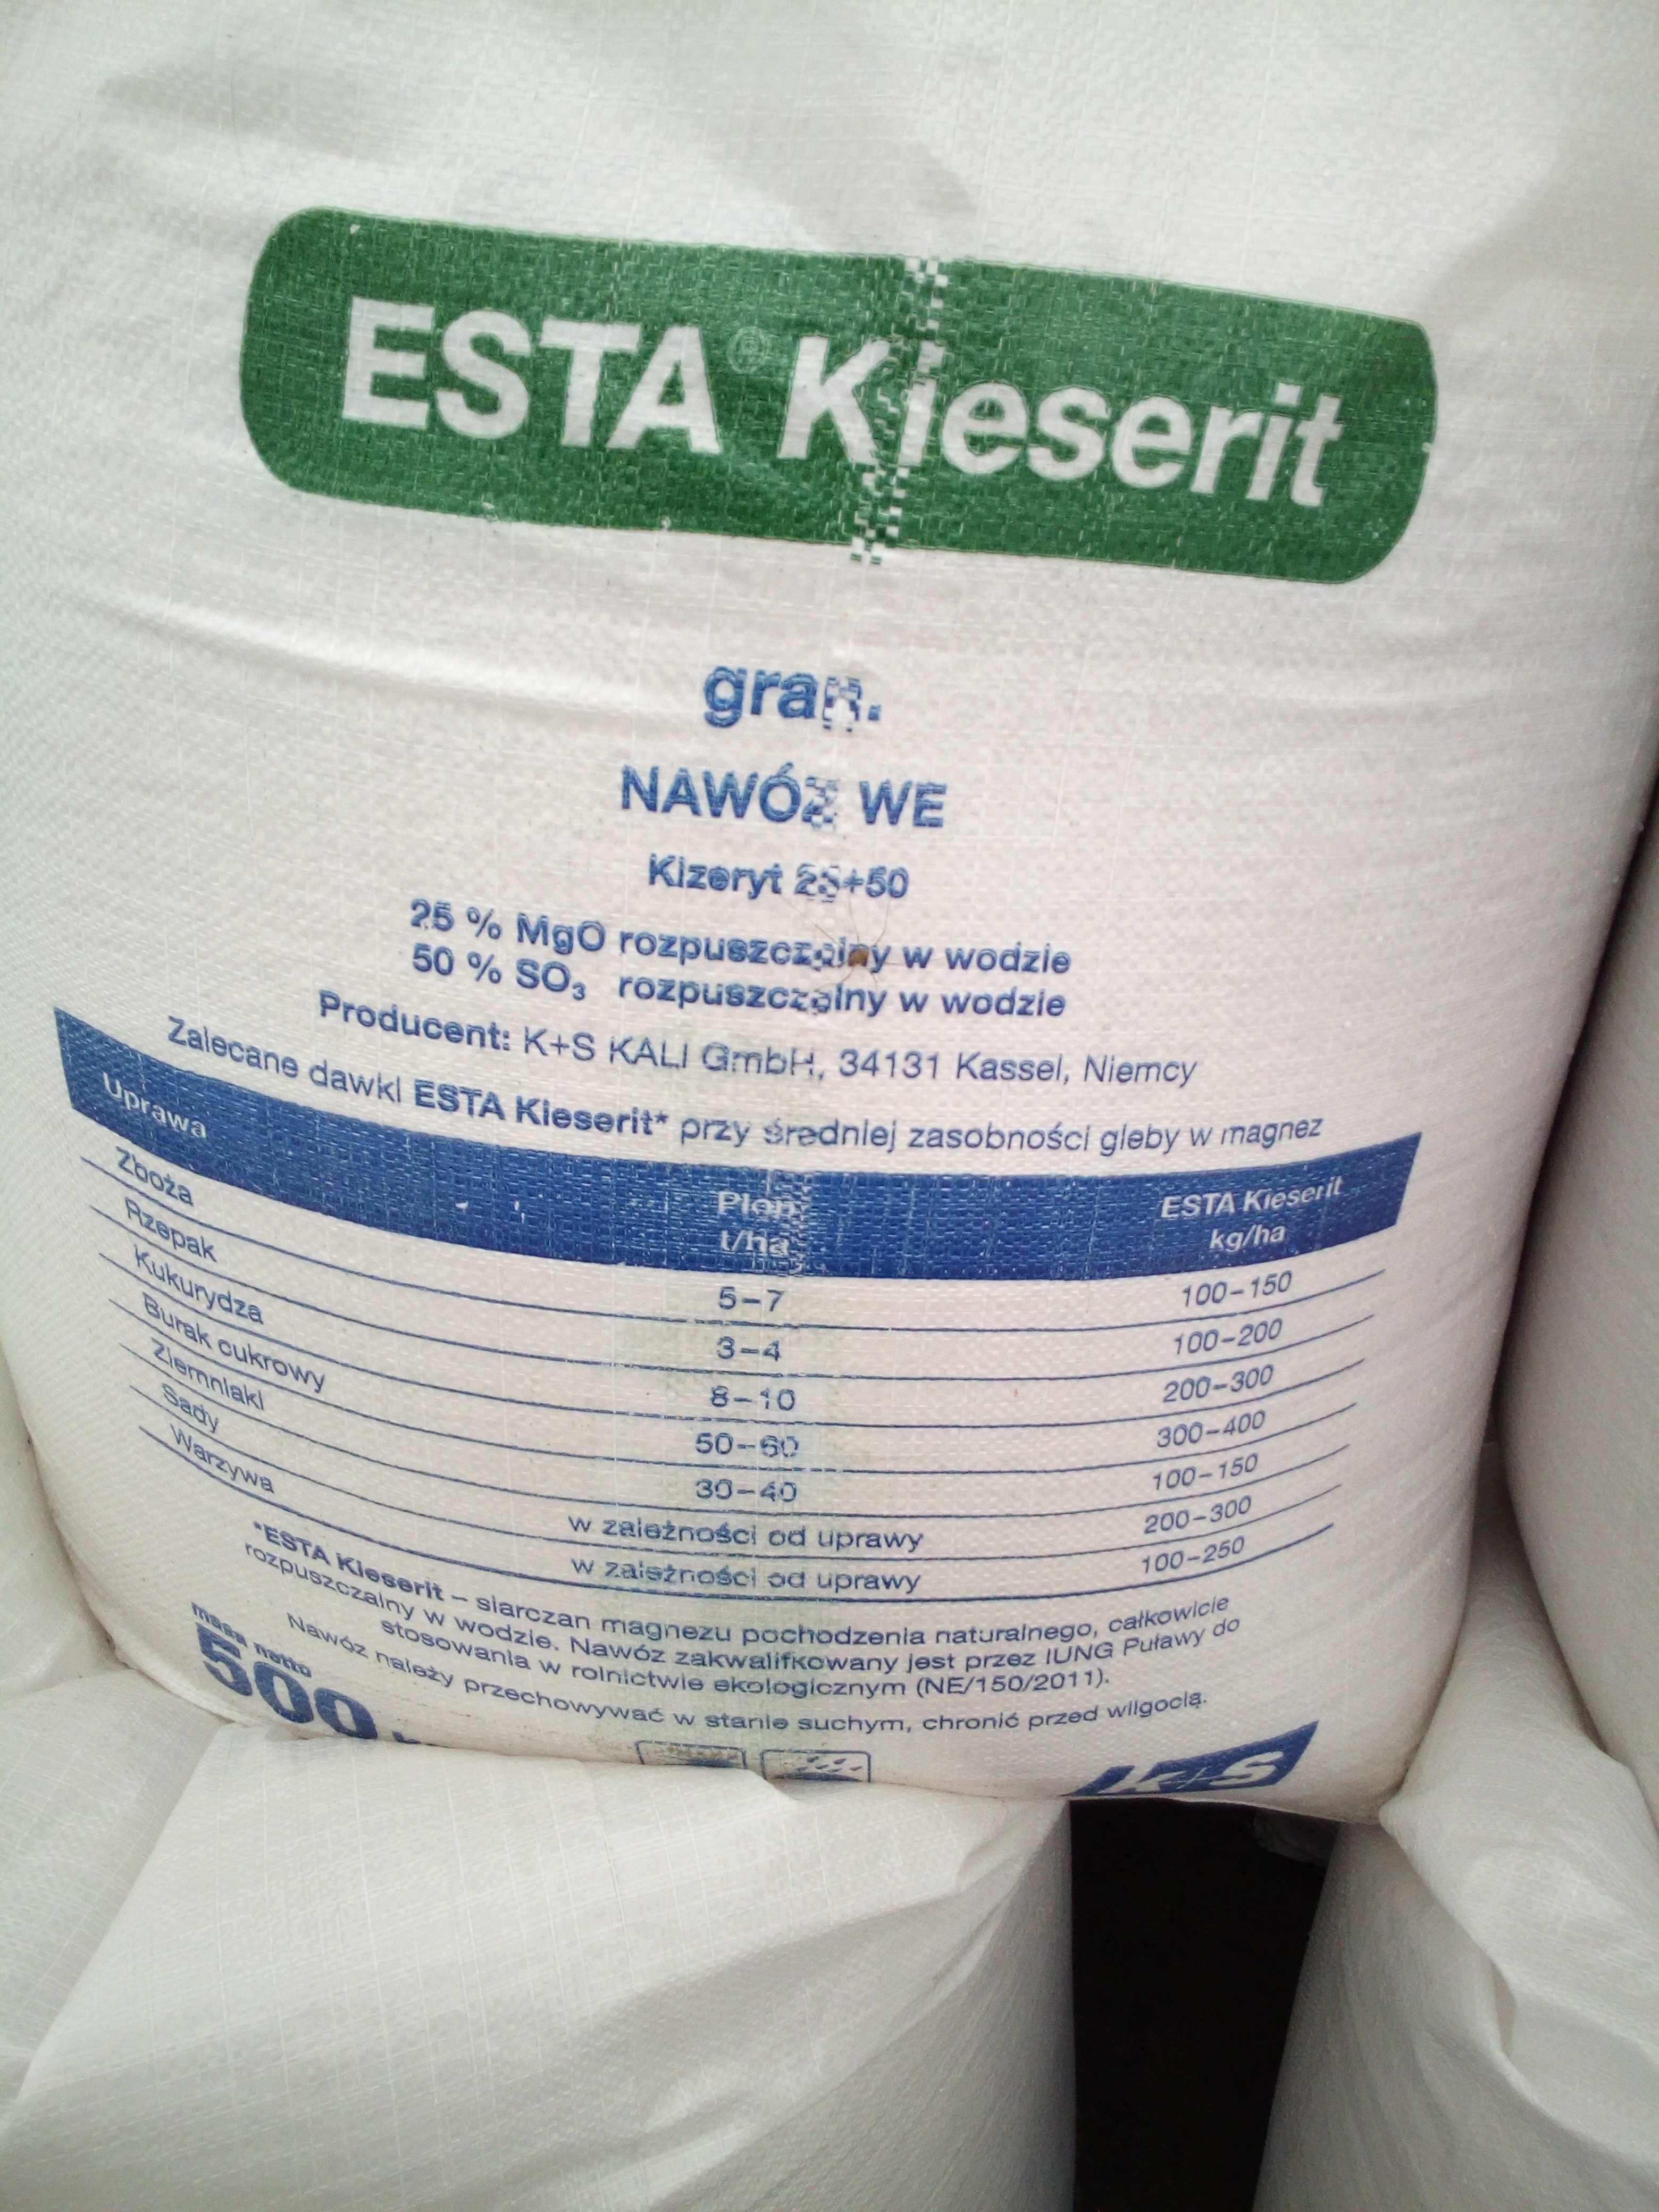 ESTA® Kieserit
gran.
NAWÓZ WE
Kizeryt 25+50
25 % MgO rozpuszczalny w wodzie
50 % SO₃ rozpuszczalny w wodzie
Producent: K+S KALI GmbH, 34131 Kassel, Niemcy
Zalecane dawki ESTA Kieserit* przy średniej zasobności gleby w magnez
Uprawa Plon t/ha ESTA Kieserit kg/ha
Zboża 5–7 100–150
Rzepak 3–4 100–200
Kukurydza 8–10 200–300
Burak cukrowy 50–60 300–400
Ziemniaki 30–40 100–150
Sady w zależności od uprawy 200–300
Warzywa w zależności od uprawy 100–250
*ESTA Kieserit – siarczan magnezu pochodzenia naturalnego, całkowicie
rozpuszczalny w wodzie. Nawóz zakwalifkowany jest przez IUNG Puławy do
stosowania w rolnictwie ekologicznym (NE/150/2011).
Nawóz należy przechowywać w stanie suchym, chronić przed wilgocią.
masa netto
500
K+S